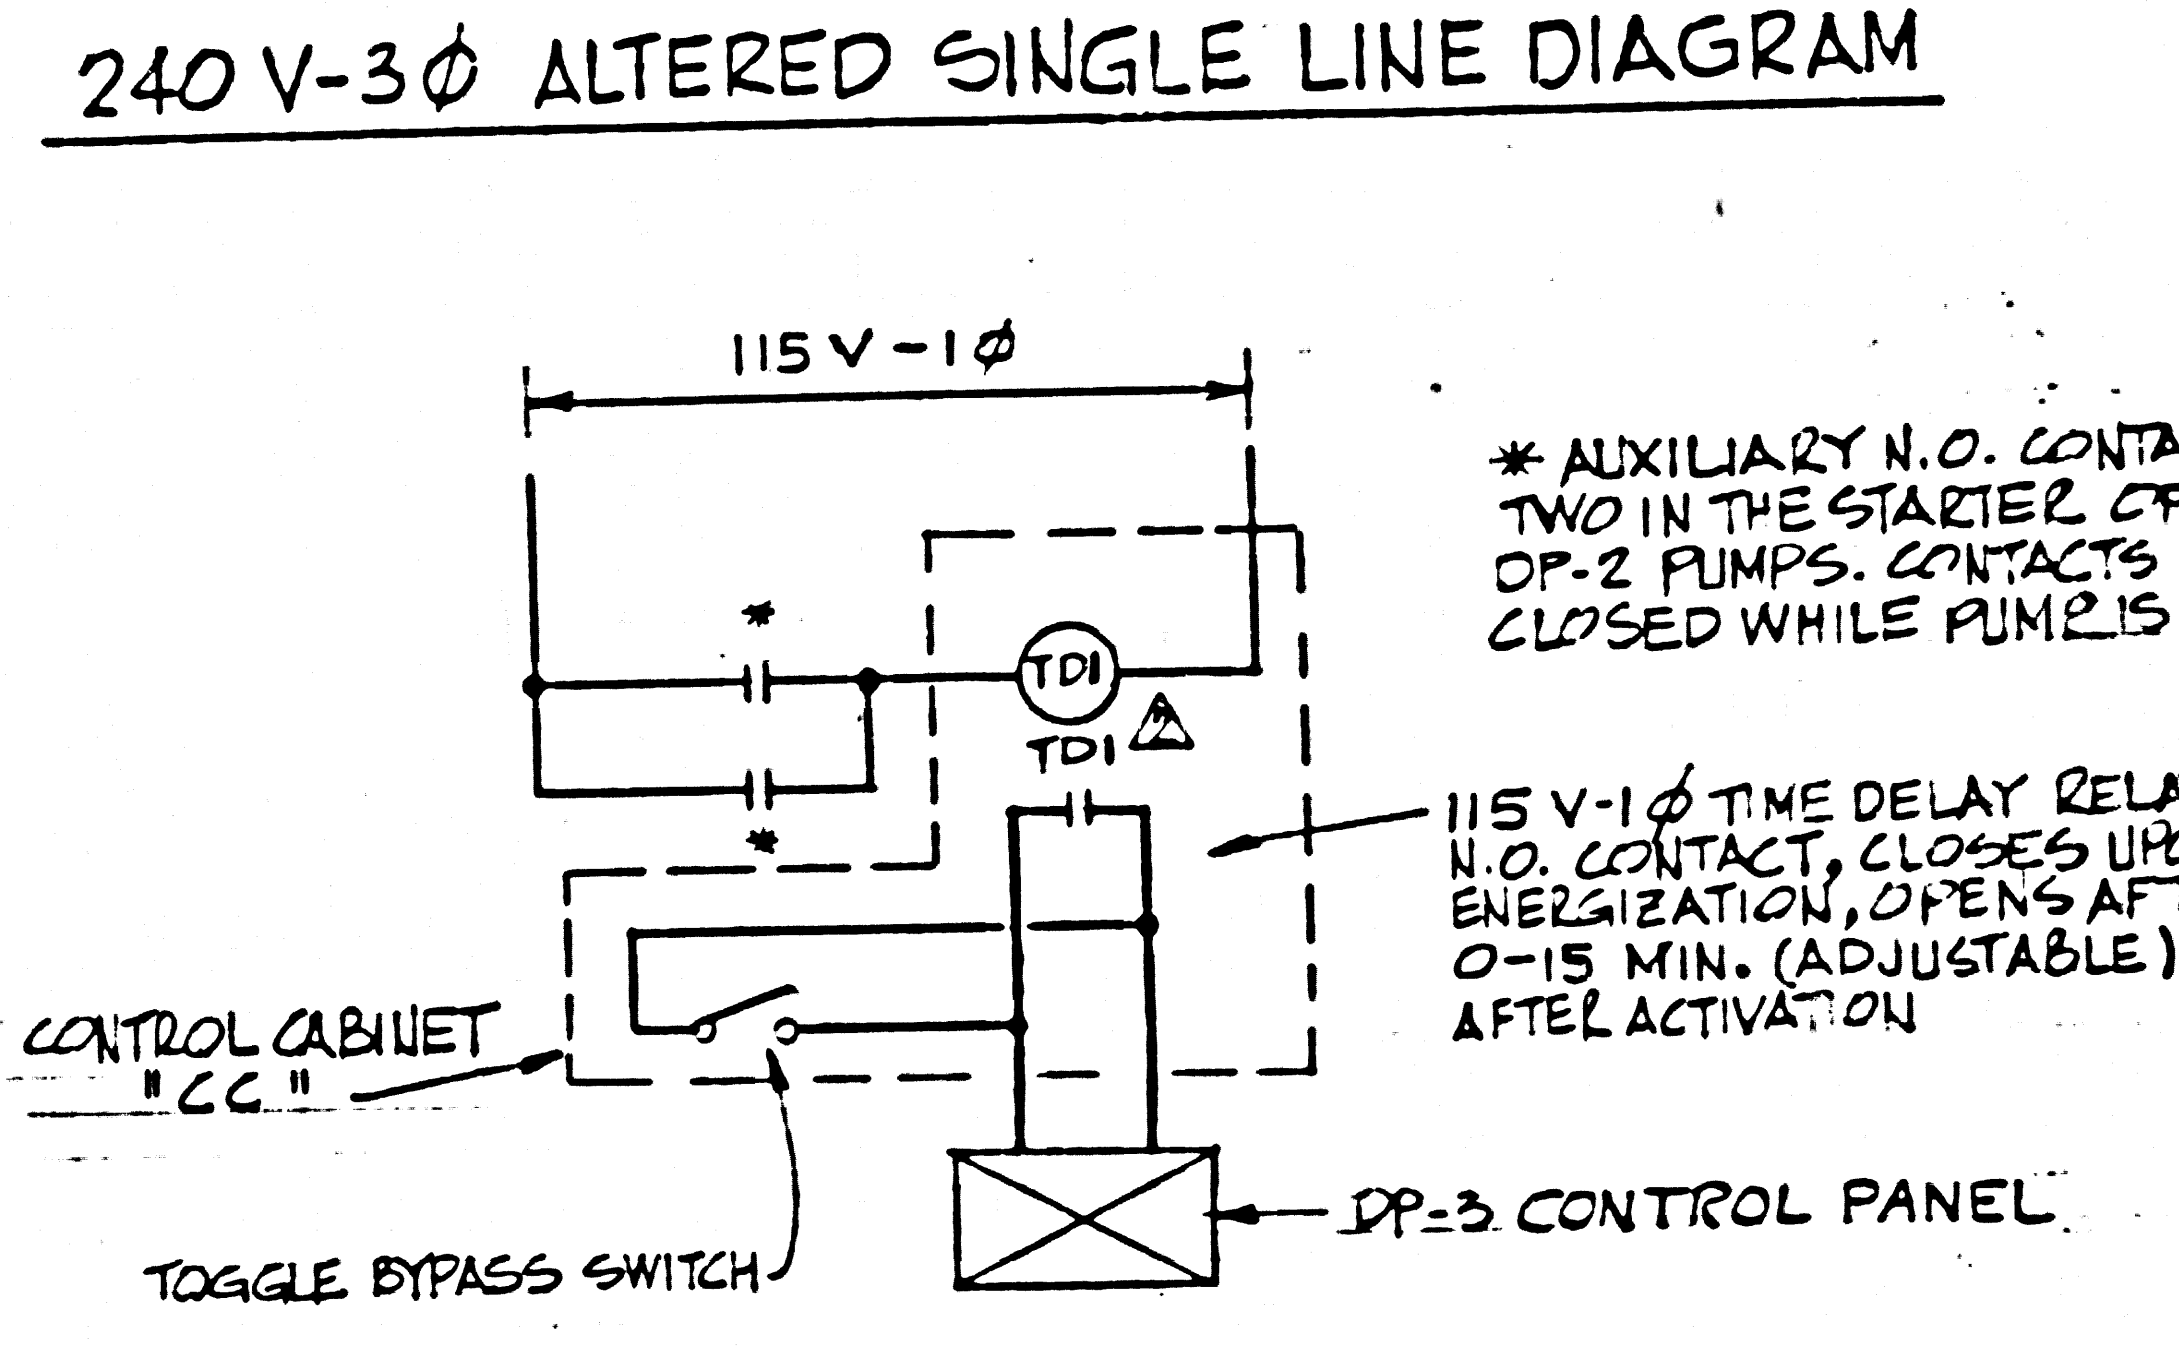 240 V-3Ø ALTERED SINGLE LINE DIAGRAM
115 V-1Ø
* AUXILIARY N.O. CONTA
TWO IN THE STARTER OF
OP-2 PUMPS. CONTACTS
CLOSED WHILE PUMP IS
*
TD1
TD1
*
115 V-1Ø TIME DELAY RELA
N.O. CONTACT, CLOSES UPO
ENERGIZATION, OPENS AFT
0-15 MIN. (ADJUSTABLE)
AFTER ACTIVATION
CONTROL CABINET
"CC"
DP-3 CONTROL PANEL
TOGGLE BYPASS SWITCH